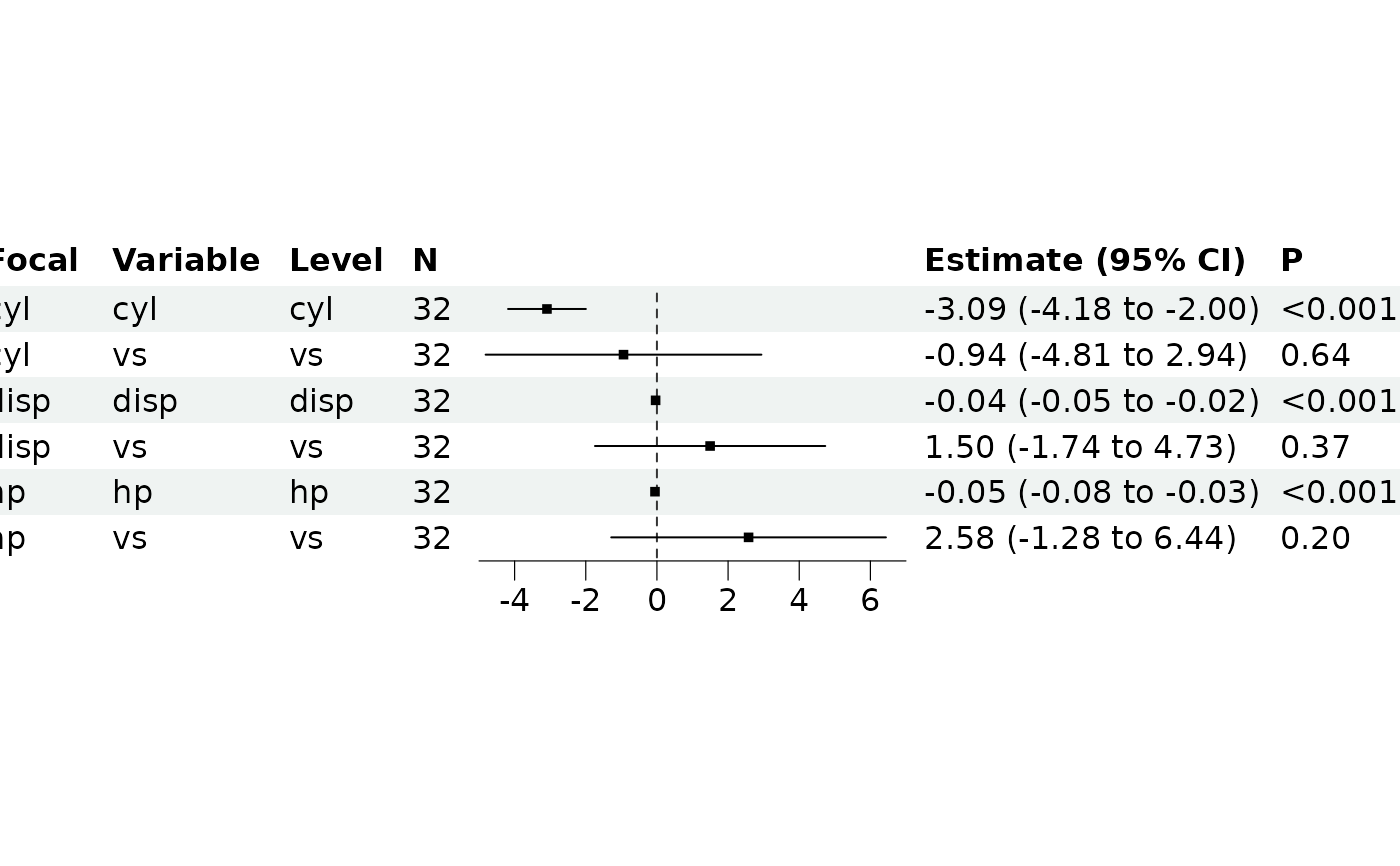 Focal Variable Level N Estimate (95% CI) P
cyl cyl cyl 32 -3.09 (-4.18 to -2.00) <0.001
cyl vs vs 32 -0.94 (-4.81 to 2.94) 0.64
disp disp disp 32 -0.04 (-0.05 to -0.02) <0.001
disp vs vs 32 1.50 (-1.74 to 4.73) 0.37
hp hp hp 32 -0.05 (-0.08 to -0.03) <0.001
hp vs vs 32 2.58 (-1.28 to 6.44) 0.20
-4 -2 0 2 4 6